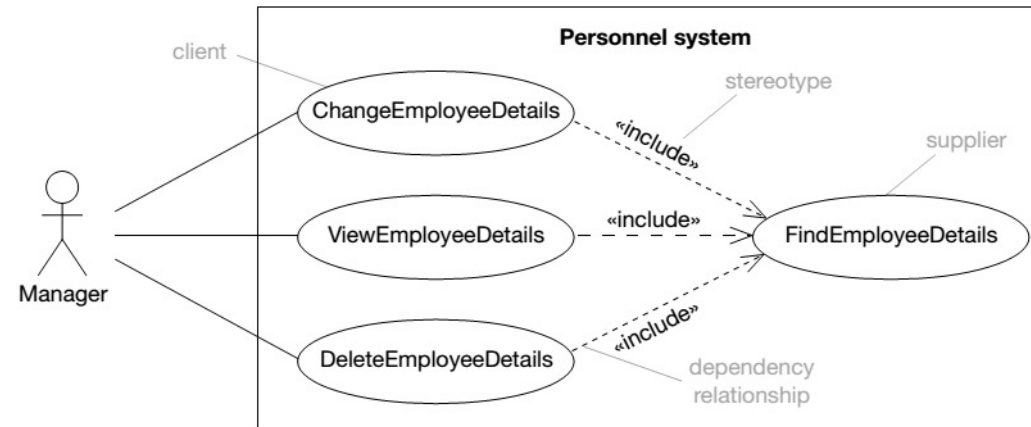 Personnel system
client
ChangeEmployeeDetails
stereotype
«include»
supplier
«include»
ViewEmployeeDetails
FindEmployeeDetails
Manager
«include»
DeleteEmployeeDetails
dependency
relationship